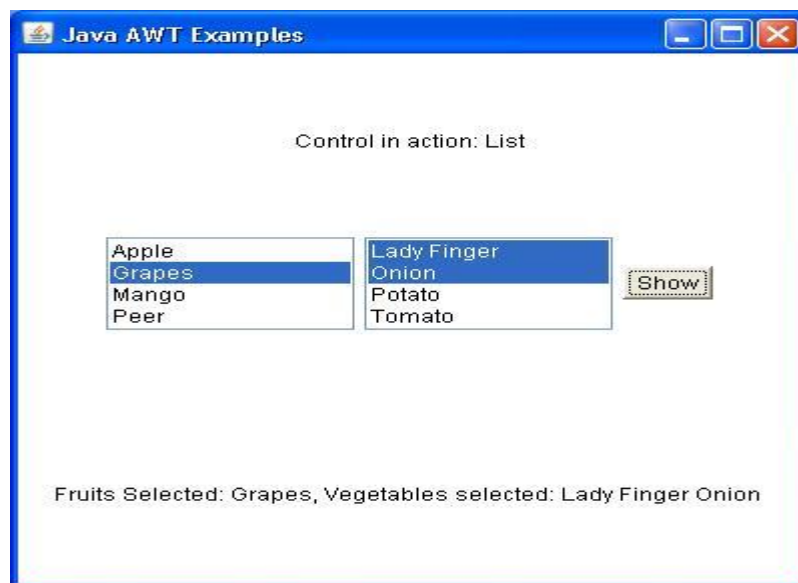 Java AWT Examples
Control in action: List
Apple
Grapes
Mango
Peer
Lady Finger
Onion
Potato
Tomato
Show
Fruits Selected: Grapes, Vegetables selected: Lady Finger Onion